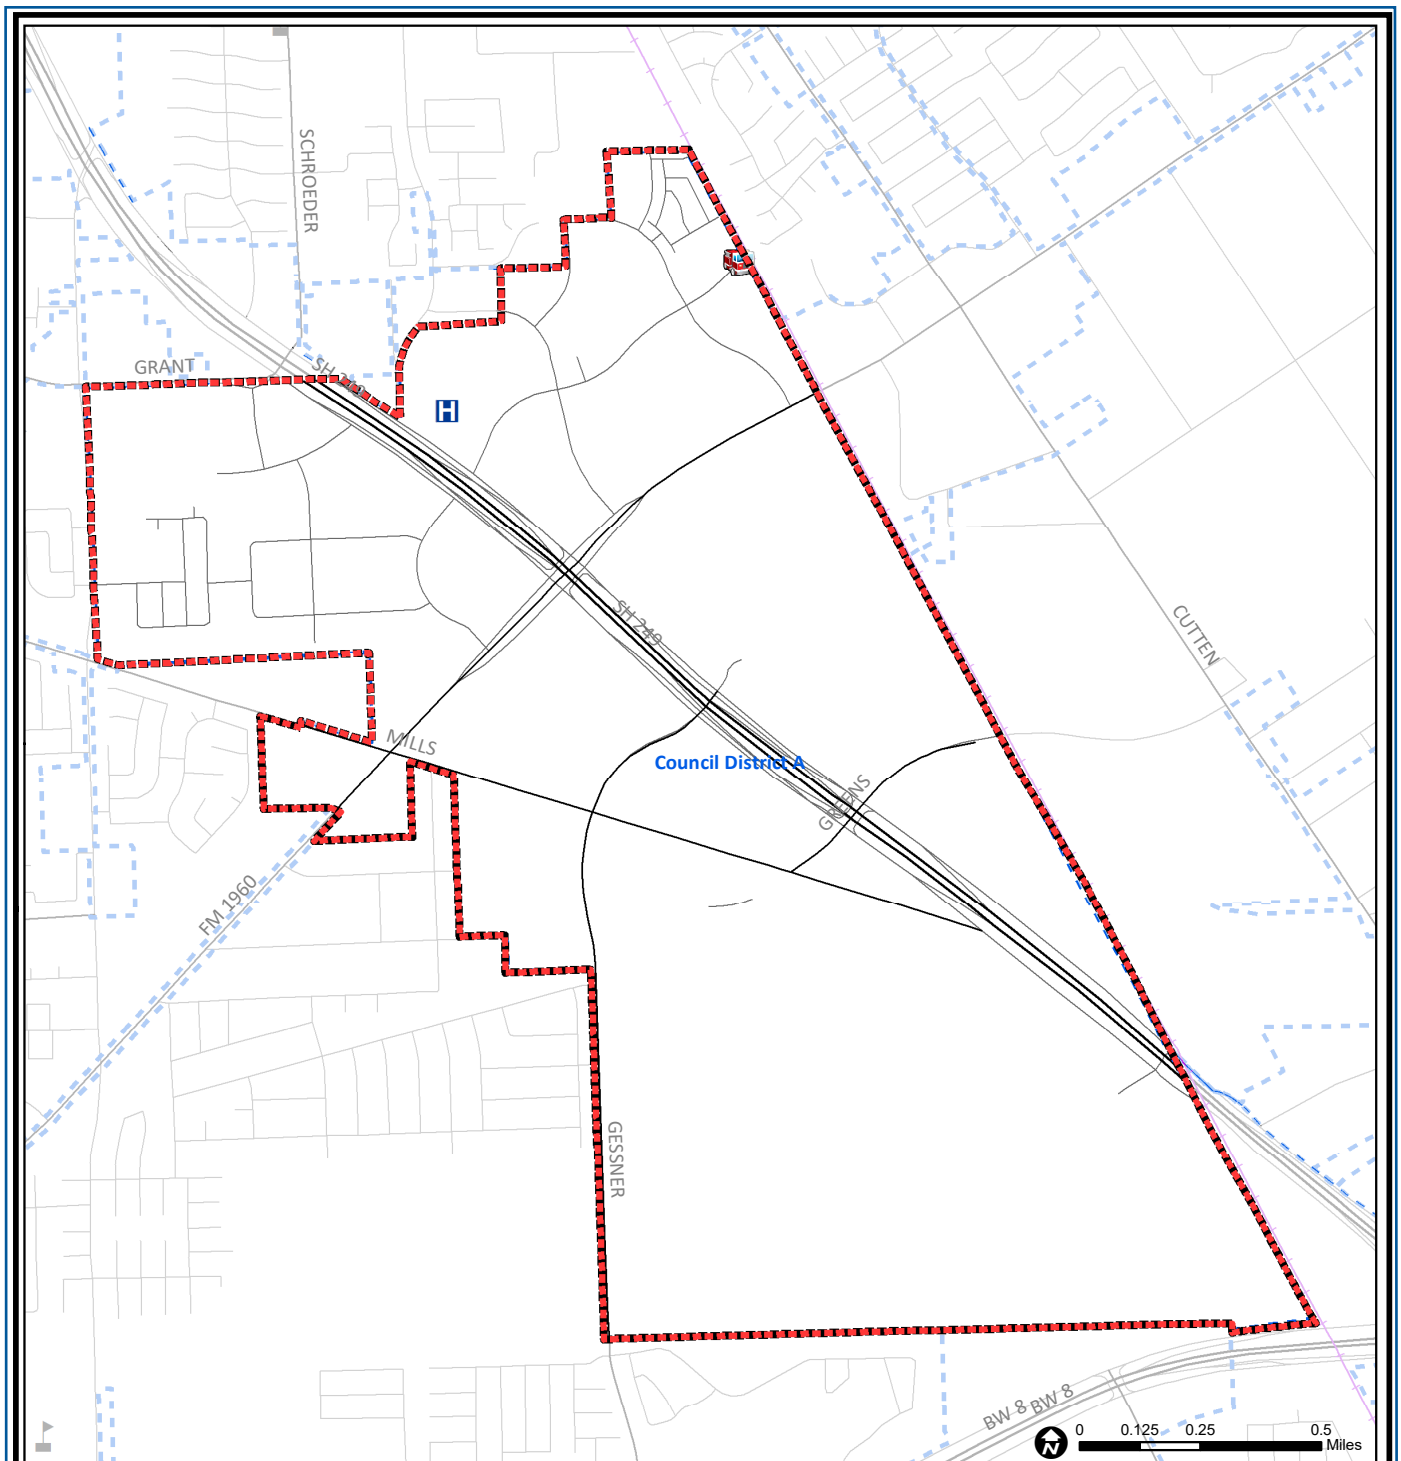 SCHROEDER
GRANT
SH 249
H
SH 249
CUTTEN
MILLS
Council District A
GREENS
FM 1960
GESSNER
BW 8
BW 8
N
0 0.125 0.25 0.5
Miles